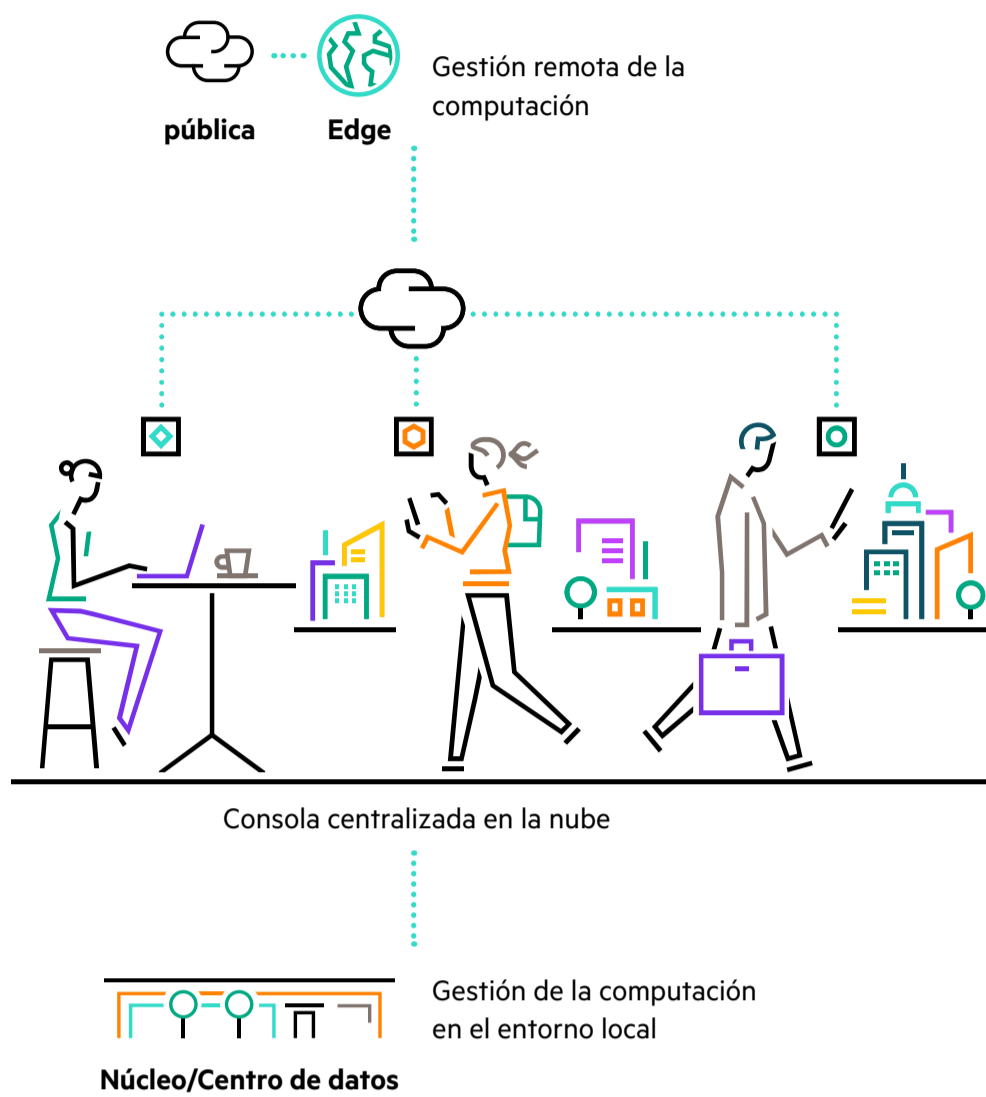 Gestión remota de la
computación
pública
Edge
Consola centralizada en la nube
Gestión de la computación
en el entorno local
Núcleo/Centro de datos